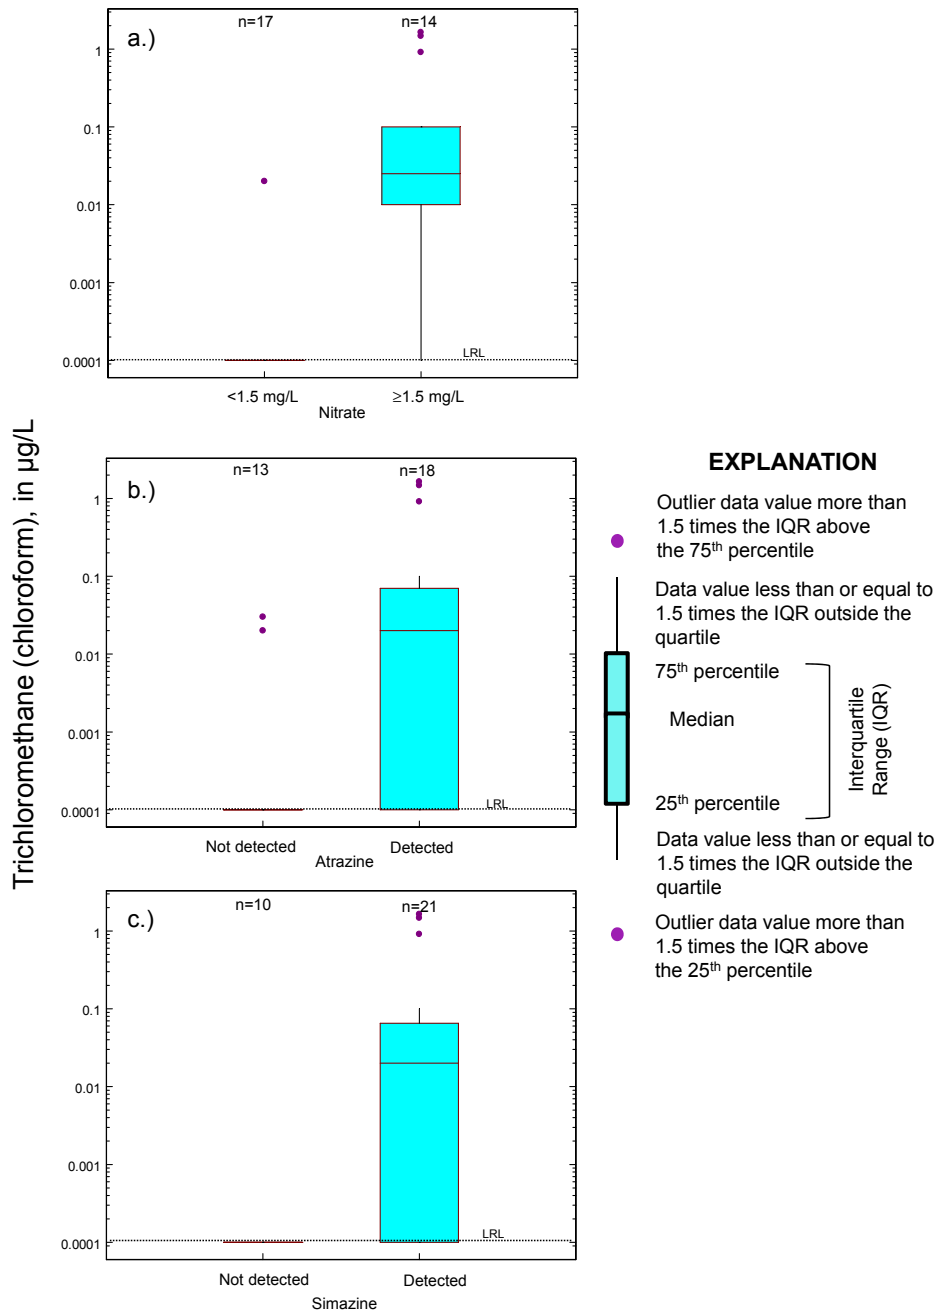 Trichloromethane (chloroform), in µg/L
a.)
n=17
n=14
1
0.1
0.01
0.001
0.0001
LRL
<1.5 mg/L
≥1.5 mg/L
Nitrate
b.)
n=13
n=18
1
0.1
0.01
0.001
0.0001
LRL
Not detected
Detected
Atrazine
c.)
n=10
n=21
1
0.1
0.01
0.001
0.0001
LRL
Not detected
Detected
Simazine
EXPLANATION
Outlier data value more than
1.5 times the IQR above
the 75th percentile
Data value less than or equal to
1.5 times the IQR outside the
quartile
75th percentile
Median
25th percentile
Interquartile
Range (IQR)
Data value less than or equal to
1.5 times the IQR outside the
quartile
Outlier data value more than
1.5 times the IQR above
the 25th percentile